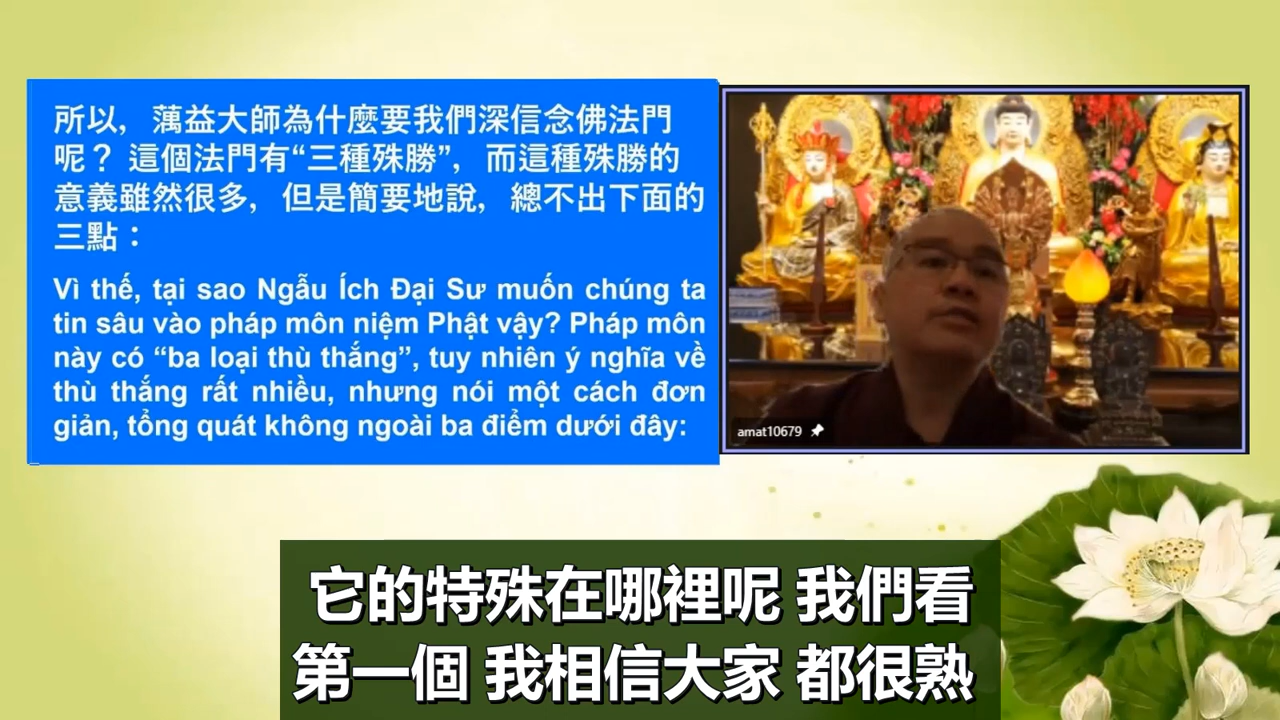 所以，蕅益大師為什麼要我們深信念佛法門
呢？ 這個法門有“三種殊勝”，而這種殊勝的
意義雖然很多，但是簡要地說，總不出下面的
三點：
Vì thế, tại sao Ngẫu Ích Đại Sư muốn chúng ta
tin sâu vào pháp môn niệm Phật vậy? Pháp môn
này có “ba loại thù thắng”, tuy nhiên ý nghĩa về
thù thắng rất nhiều, nhưng nói một cách đơn
giản, tổng quát không ngoài ba điểm dưới đây:
amat10679
它的特殊在哪裡呢 我們看
第一個 我相信大家 都很熟